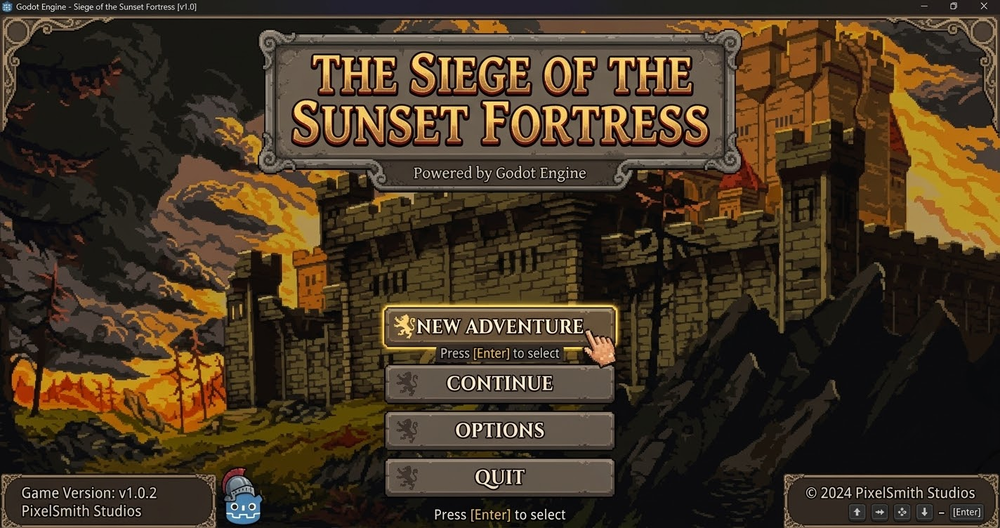 Godot Engine - Siege of the Sunset Fortress [v1.0]
THE SIEGE OF THE
SUNSET FORTRESS
Powered by Godot Engine
NEW ADVENTURE
Press [Enter] to select
CONTINUE
OPTIONS
QUIT
Press [Enter] to select
Game Version: v1.0.2
PixelSmith Studios
© 2024 PixelSmith Studios
– [Enter]